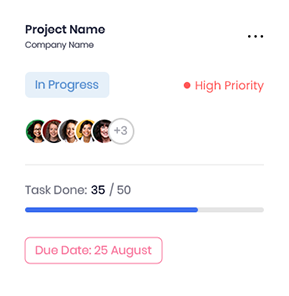 Project Name
Company Name
In Progress
High Priority
+3
Task Done: 35 / 50
Due Date: 25 August